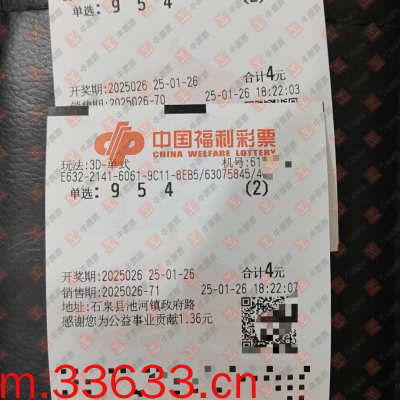 单选: 9 5 4 (2)
开奖期:2025026 25-01-26 合计4元
销售期:2025026-70 25-01-26 18:22:03
中国福利彩票
CHINA WELFARE LOTTERY
玩法:3D-单式 机号:61
E632-2141-6061-9C11-8EB5/63075845/4
单选: 9 5 4 (2)
开奖期:2025026 25-01-26 合计4元
销售期:2025026-71 25-01-26 18:22:07
地址:石泉县池河镇政府路
感谢您为公益事业贡献1.36元
m.33633.cn